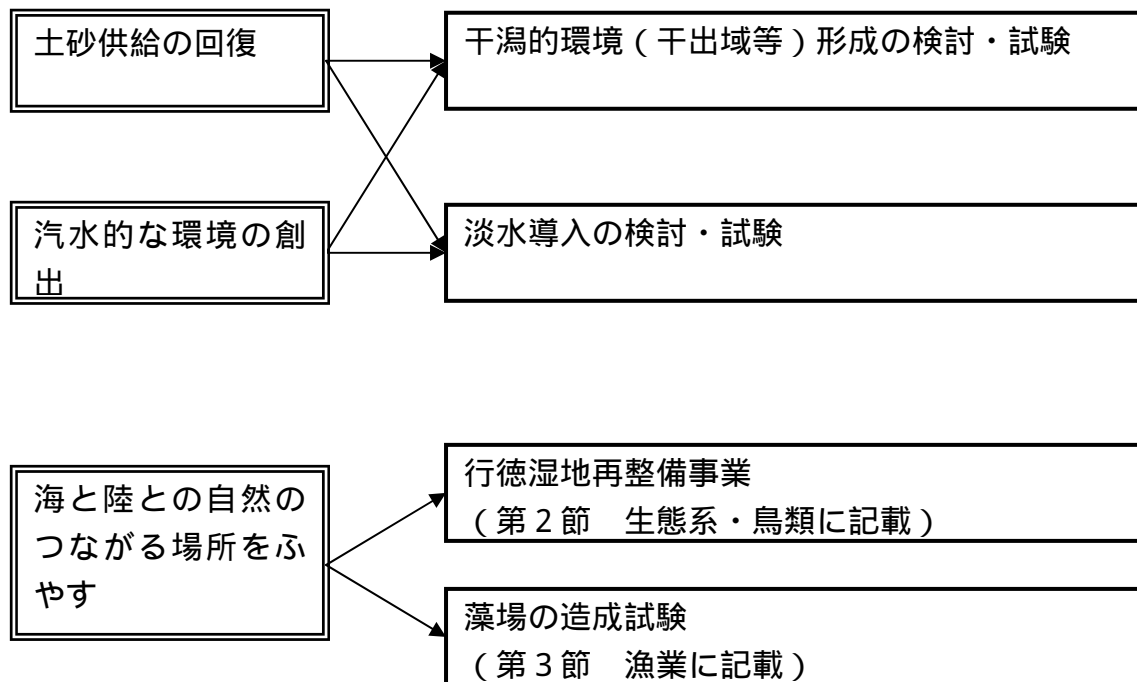 土砂供給の回復
干潟的環境（干出域等）形成の検討・試験
汽水的な環境の創
出
淡水導入の検討・試験
海と陸との自然の
つながる場所をふ
やす
行徳湿地再整備事業
（第２節　生態系・鳥類に記載）
藻場の造成試験
（第３節　漁業に記載）